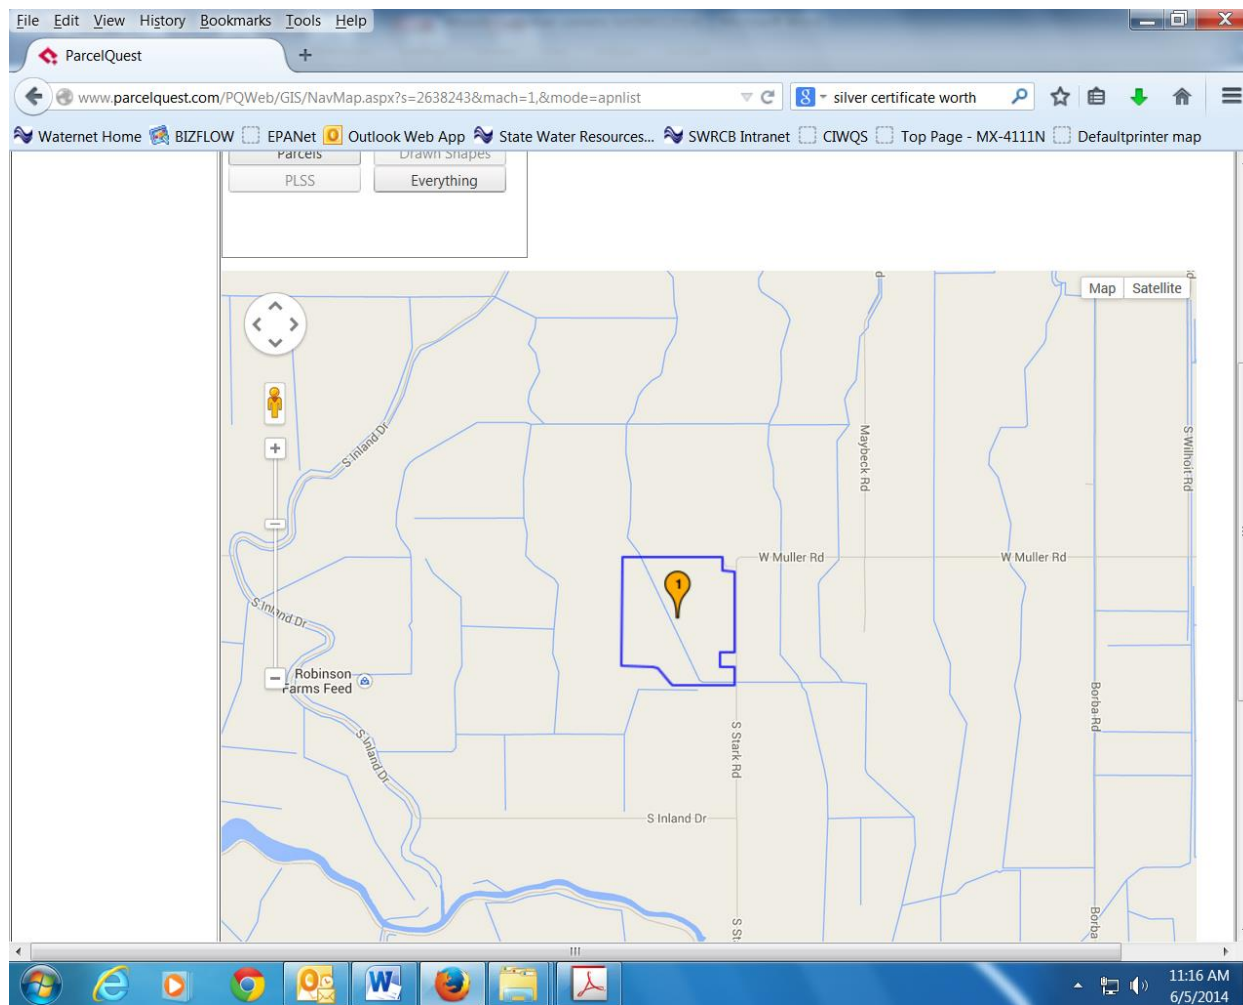 File Edit View History Bookmarks Tools Help
ParcelQuest
www.parcelquest.com/PQWeb/GIS/NavMap.aspx?s=2638243&mach=1,&mode=apnlist
silver certificate worth
Waternet Home BIZFLOW EPANet Outlook Web App State Water Resources... SWRCB Intranet CIWQS Top Page - MX-4111N Defaultprinter map
Parcels Drawn Shapes
PLSS Everything
Map Satellite
S Inland Dr
Maybeck Rd
S Wilhoit Rd
W Muller Rd W Muller Rd
1
S Inland Dr
Robinson
Farms Feed
Borba Rd
S Stark Rd
S Inland Dr
S Inland Dr
Borba
S St.
11:16 AM
6/5/2014